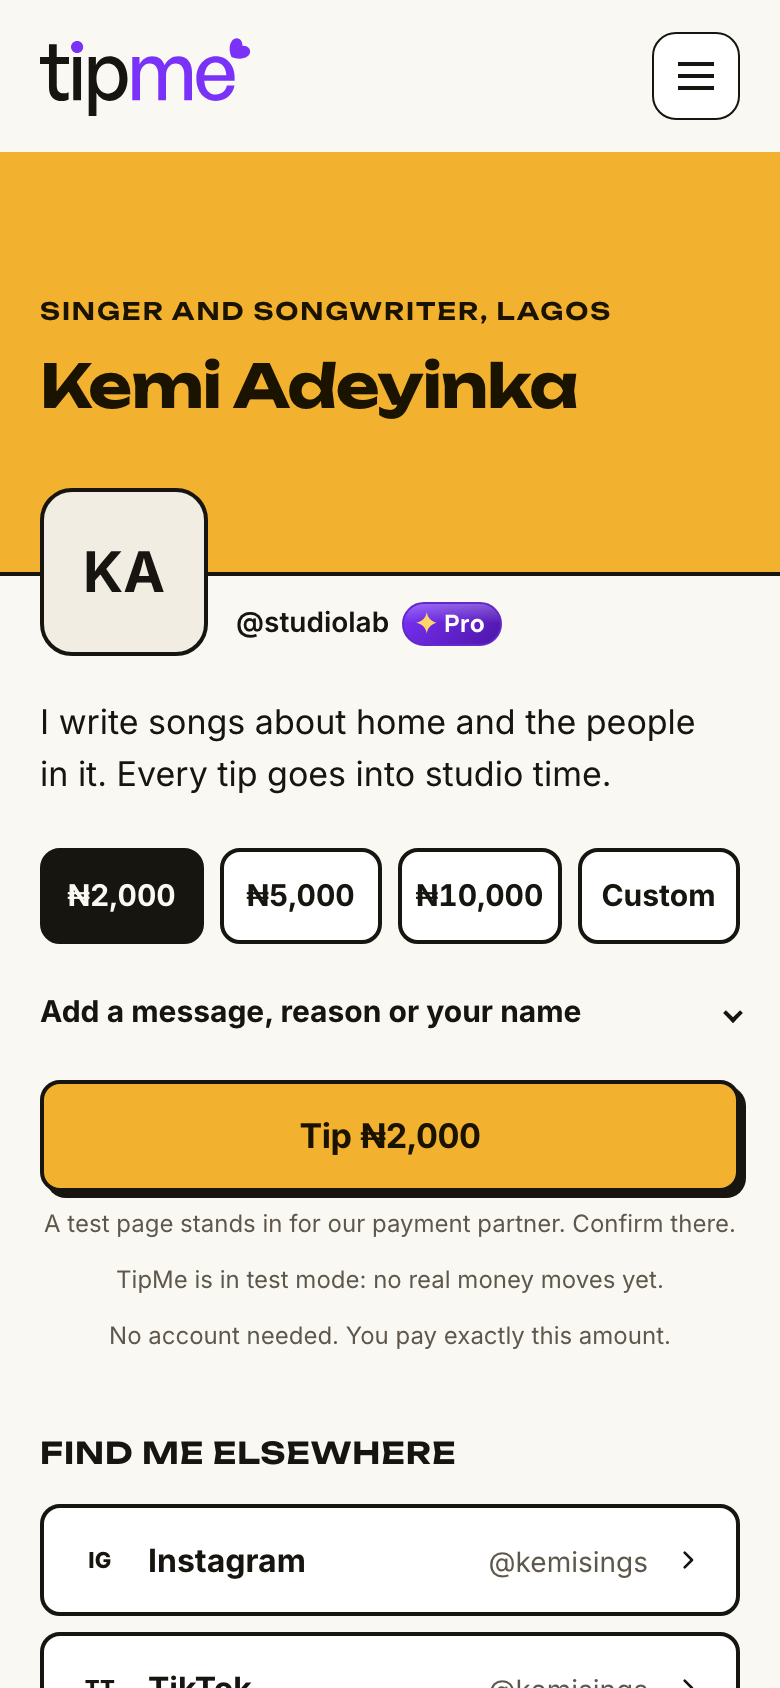 tipme
SINGER AND SONGWRITER, LAGOS
Kemi Adeyinka
KA
@studiolab
Pro
I write songs about home and the people
in it. Every tip goes into studio time.
₦2,000
₦5,000
₦10,000
Custom
Add a message, reason or your name
Tip ₦2,000
A test page stands in for our payment partner. Confirm there.
TipMe is in test mode: no real money moves yet.
No account needed. You pay exactly this amount.
FIND ME ELSEWHERE
IG Instagram @kemisings
TT TikTok @kemisings